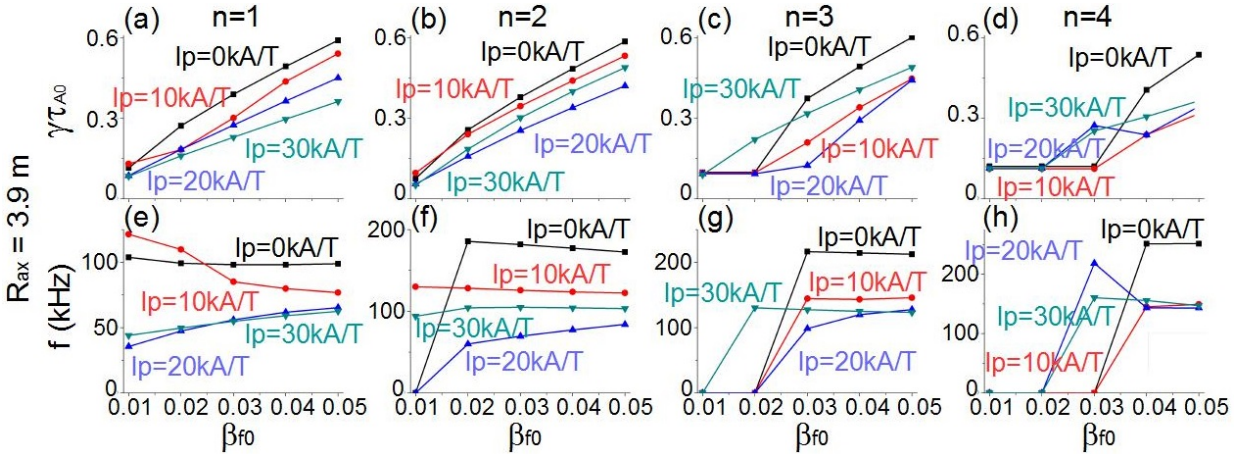 (a) n=1 (b) n=2 (c) n=3 (d) n=4
R_ax = 3.9 m
γτ_A0
0.6
0.3
0
Ip=0kA/T
Ip=10kA/T
Ip=30kA/T
Ip=20kA/T
0.6
0.3
0
Ip=0kA/T
Ip=10kA/T
Ip=20kA/T
Ip=30kA/T
0.6
0.3
0
Ip=0kA/T
Ip=30kA/T
Ip=10kA/T
Ip=20kA/T
0.6
0.3
0
Ip=0kA/T
Ip=30kA/T
Ip=20kA/T
Ip=10kA/T
(e) (f) (g) (h)
f (kHz)
100
50
0
Ip=0kA/T
Ip=10kA/T
Ip=30kA/T
Ip=20kA/T
0.01 0.02 0.03 0.04 0.05
β_f0
200
100
0
Ip=0kA/T
Ip=10kA/T
Ip=30kA/T
Ip=20kA/T
0.01 0.02 0.03 0.04 0.05
β_f0
200
100
0
Ip=0kA/T
Ip=30kA/T
Ip=10kA/T
Ip=20kA/T
0.01 0.02 0.03 0.04 0.05
β_f0
200
100
0
Ip=20kA/T
Ip=0kA/T
Ip=30kA/T
Ip=10kA/T
0.01 0.02 0.03 0.04 0.05
β_f0